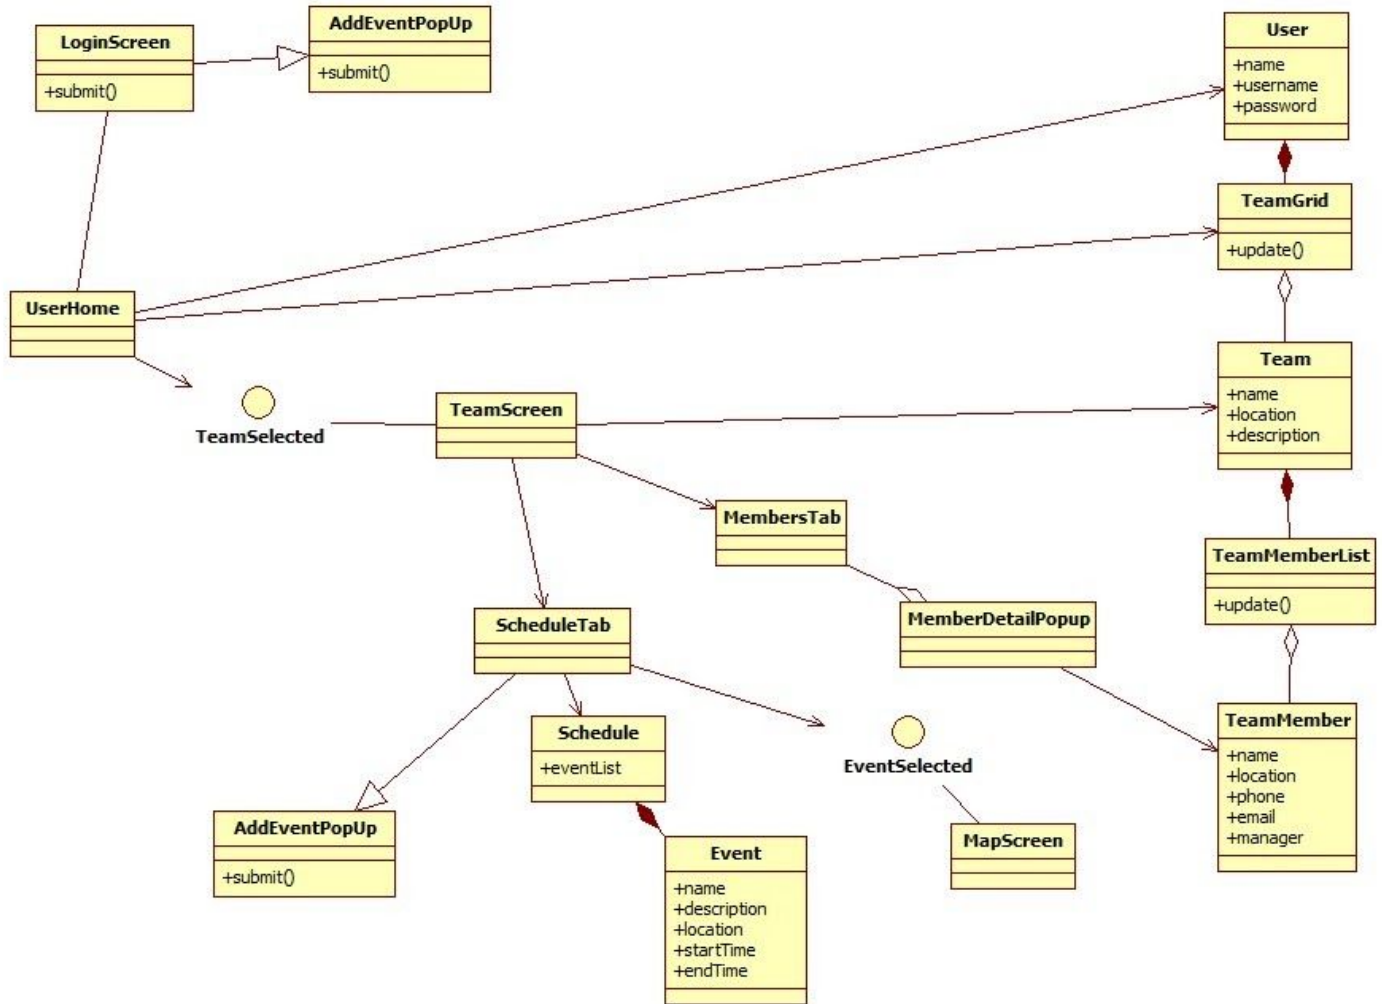 LoginScreen
+submit()
AddEventPopUp
+submit()
User
+name
+username
+password
TeamGrid
+update()
UserHome
TeamSelected
TeamScreen
Team
+name
+location
+description
MembersTab
TeamMemberList
+update()
ScheduleTab
MemberDetailPopup
Schedule
+eventList
EventSelected
TeamMember
+name
+location
+phone
+email
+manager
AddEventPopUp
+submit()
Event
+name
+description
+location
+startTime
+endTime
MapScreen